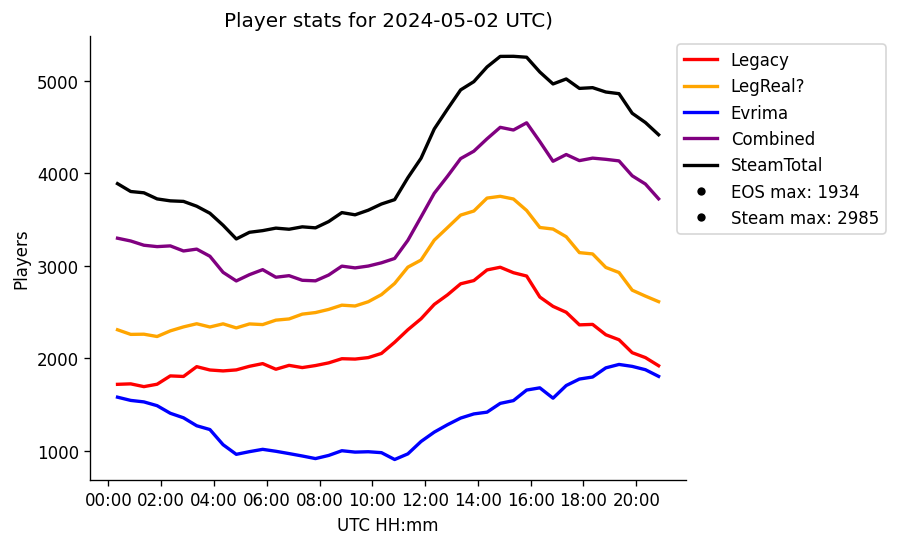 Player stats for 2024-05-02 UTC)
Players
5000
4000
3000
2000
1000
00:00 02:00 04:00 06:00 08:00 10:00 12:00 14:00 16:00 18:00 20:00
UTC HH:mm
Legacy
LegReal?
Evrima
Combined
SteamTotal
EOS max: 1934
Steam max: 2985